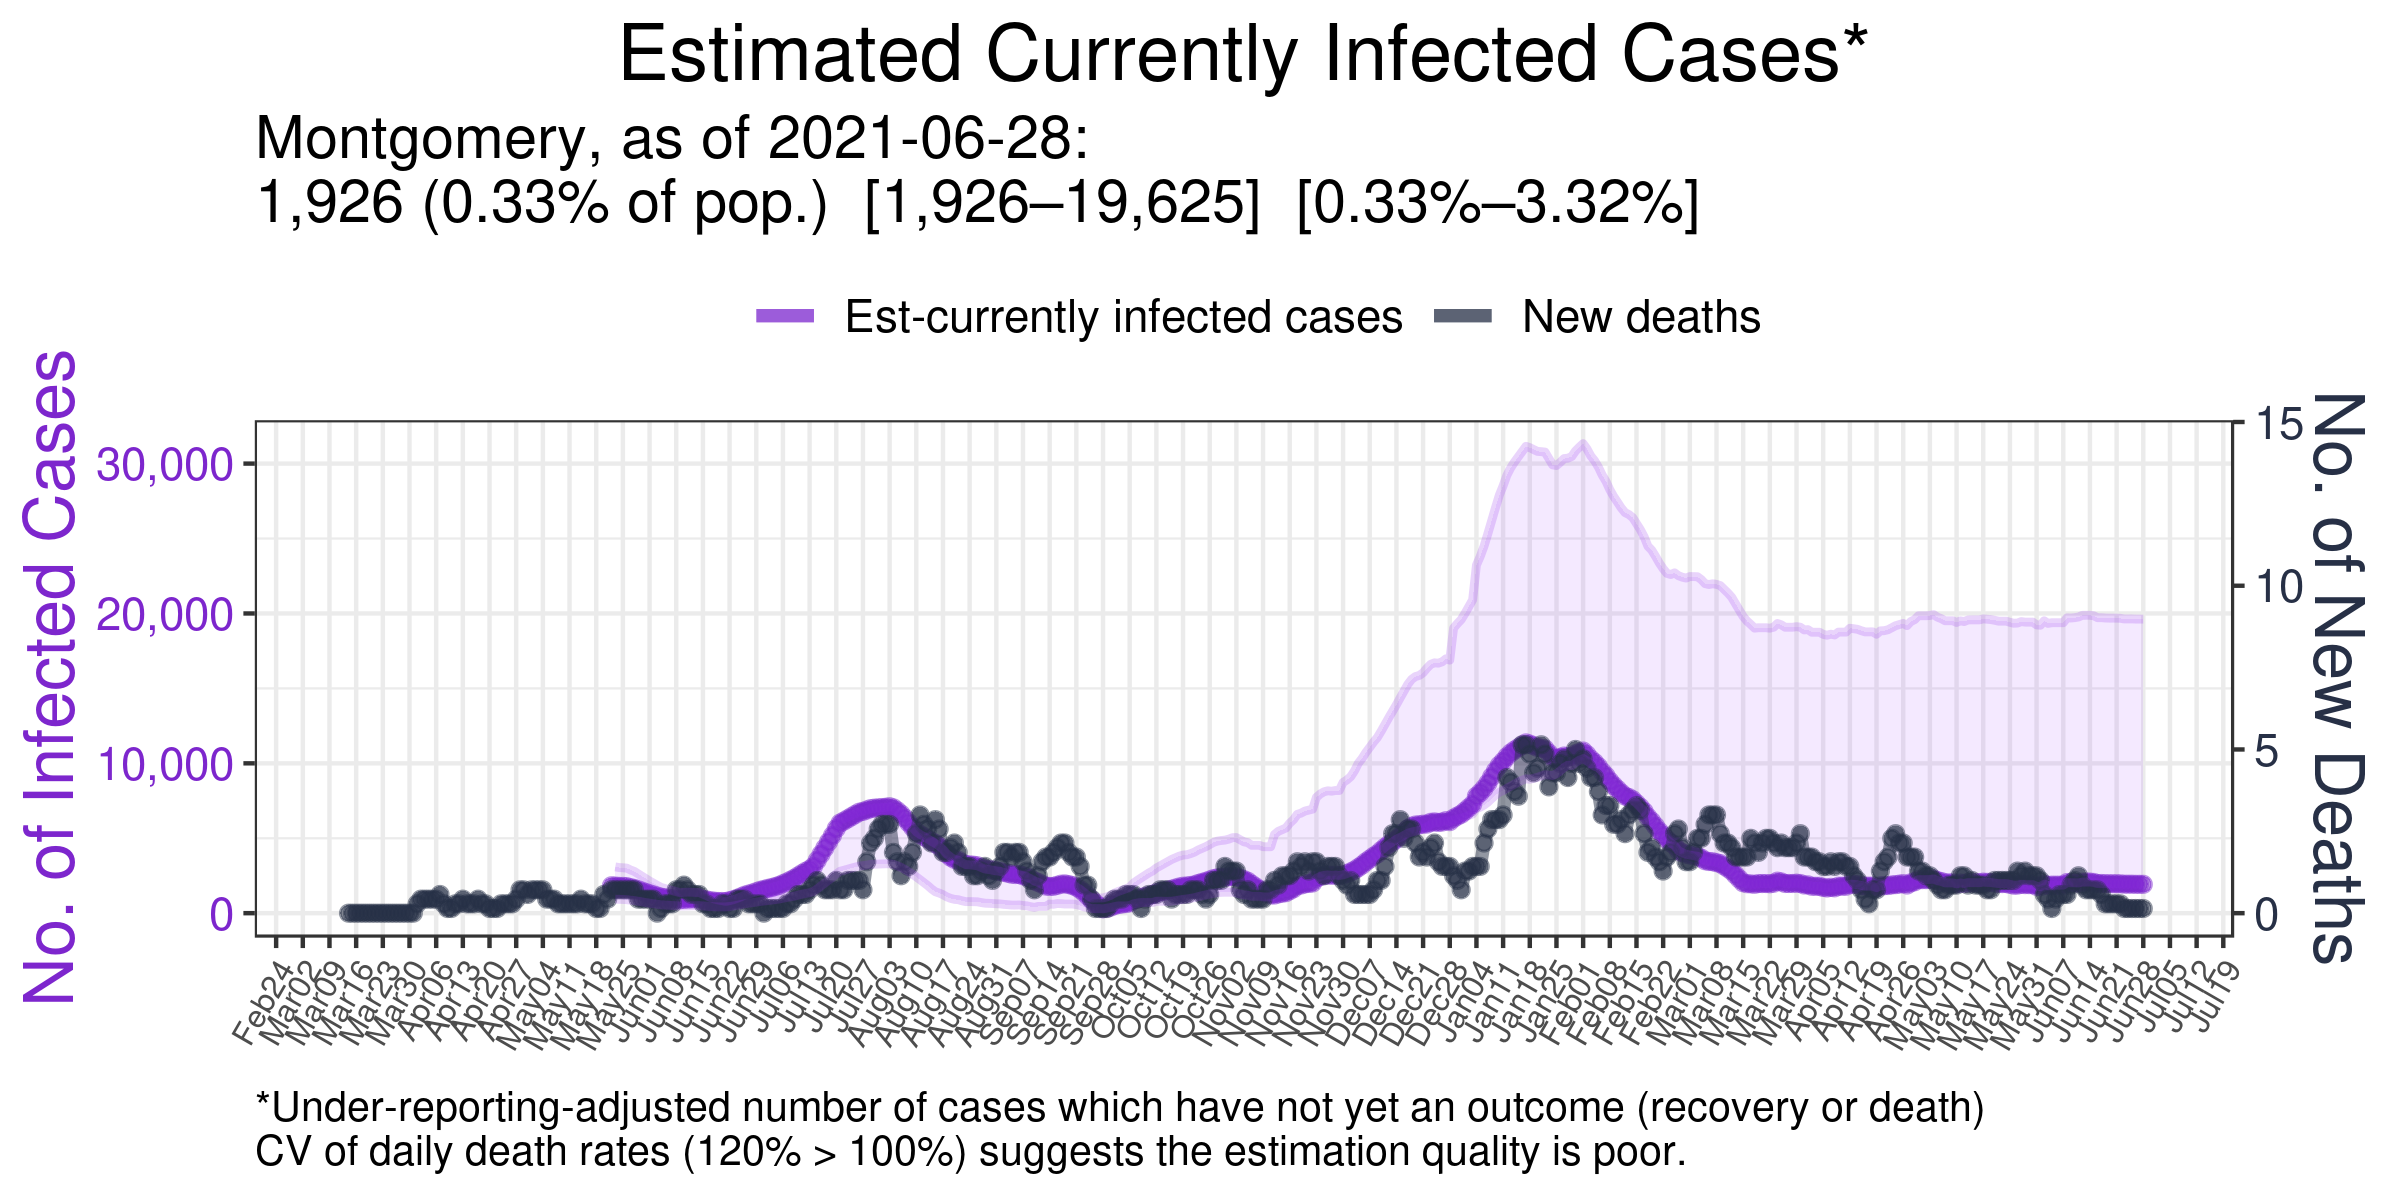 Estimated Currently Infected Cases*
Montgomery, as of 2021-06-28:
1,926 (0.33% of pop.) [1,926–19,625] [0.33%–3.32%]
Est-currently infected cases New deaths
No. of Infected Cases
30,000
20,000
10,000
0
15
10
5
0
No. of New Deaths
Feb24 Mar02 Mar09 Mar16 Mar23 Mar30 Apr06 Apr13 Apr20 Apr27 May04 May11 May18 May25 Jun01 Jun08 Jun15 Jun22 Jun29 Jul06 Jul13 Jul20 Jul27 Aug03 Aug10 Aug17 Aug24 Aug31 Sep07 Sep14 Sep21 Sep28 Oct05 Oct12 Oct19 Oct26 Nov02 Nov09 Nov16 Nov23 Nov30 Dec07 Dec14 Dec21 Dec28 Jan04 Jan11 Jan18 Jan25 Feb01 Feb08 Feb15 Feb22 Mar01 Mar08 Mar15 Mar22 Mar29 Apr05 Apr12 Apr19 Apr26 May03 May10 May17 May24 May31 Jun07 Jun14 Jun21 Jun28 Jul05 Jul12 Jul19
*Under-reporting-adjusted number of cases which have not yet an outcome (recovery or death)
CV of daily death rates (120% > 100%) suggests the estimation quality is poor.